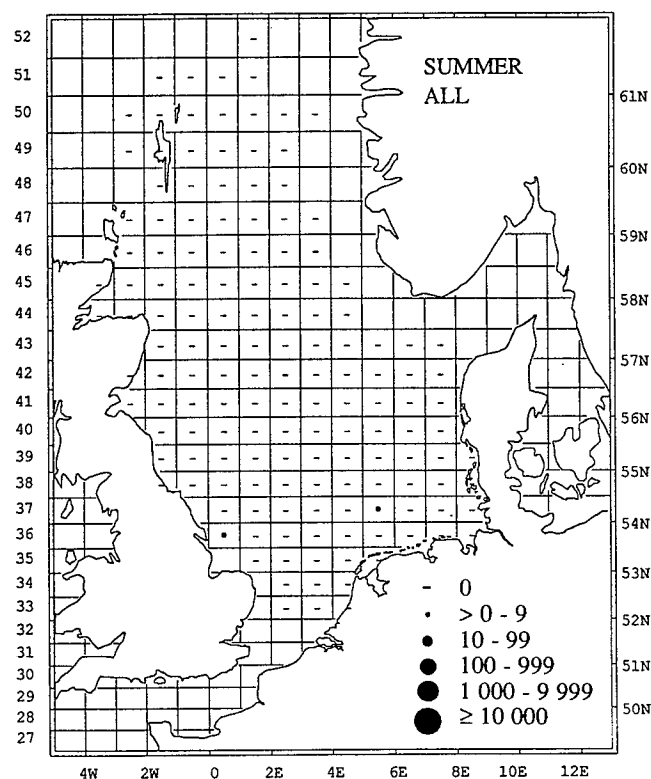 SUMMER
ALL
52
51
50
49
48
47
46
45
44
43
42
41
40
39
38
37
36
35
34
33
32
31
30
29
28
27
61N
60N
59N
58N
57N
56N
55N
54N
53N
52N
51N
50N
- 0
> 0 - 9
10 - 99
100 - 999
1 000 - 9 999
≥ 10 000
4W 2W 0 2E 4E 6E 8E 10E 12E